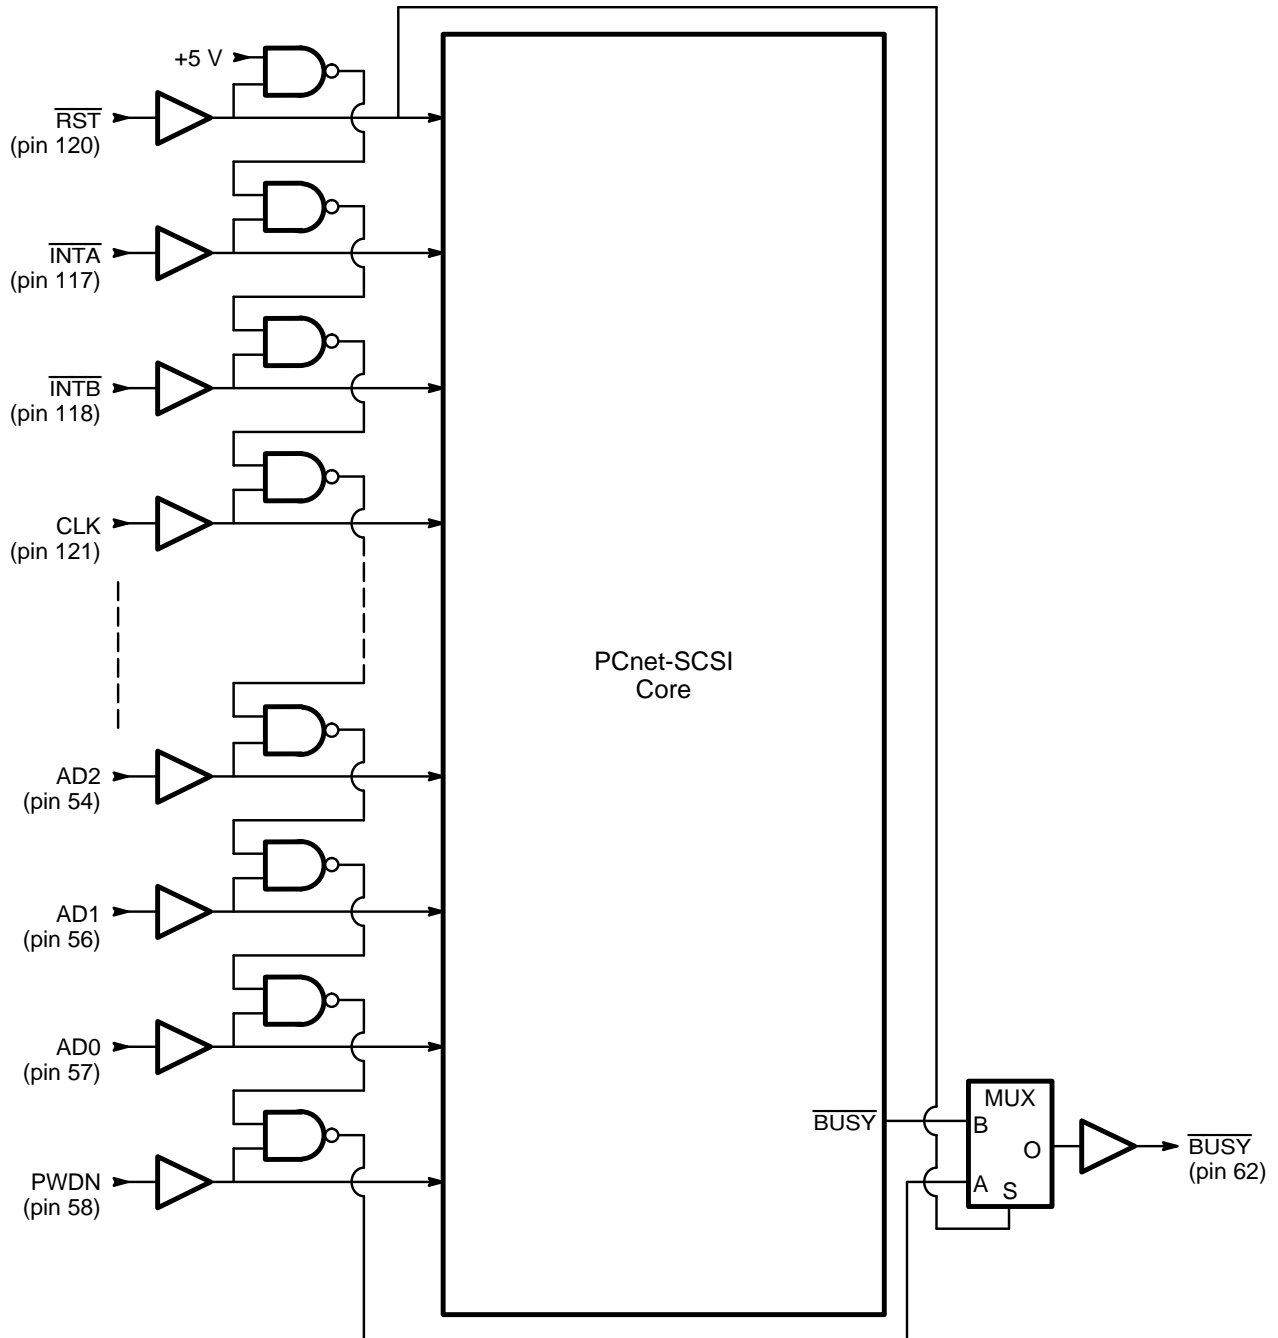 +5 V
RST
(pin 120)
INTA
(pin 117)
INTB
(pin 118)
CLK
(pin 121)
PCnet-SCSI
Core
AD2
(pin 54)
AD1
(pin 56)
AD0
(pin 57)
PWDN
(pin 58)
BUSY
MUX
B
O
A
S
BUSY
(pin 62)